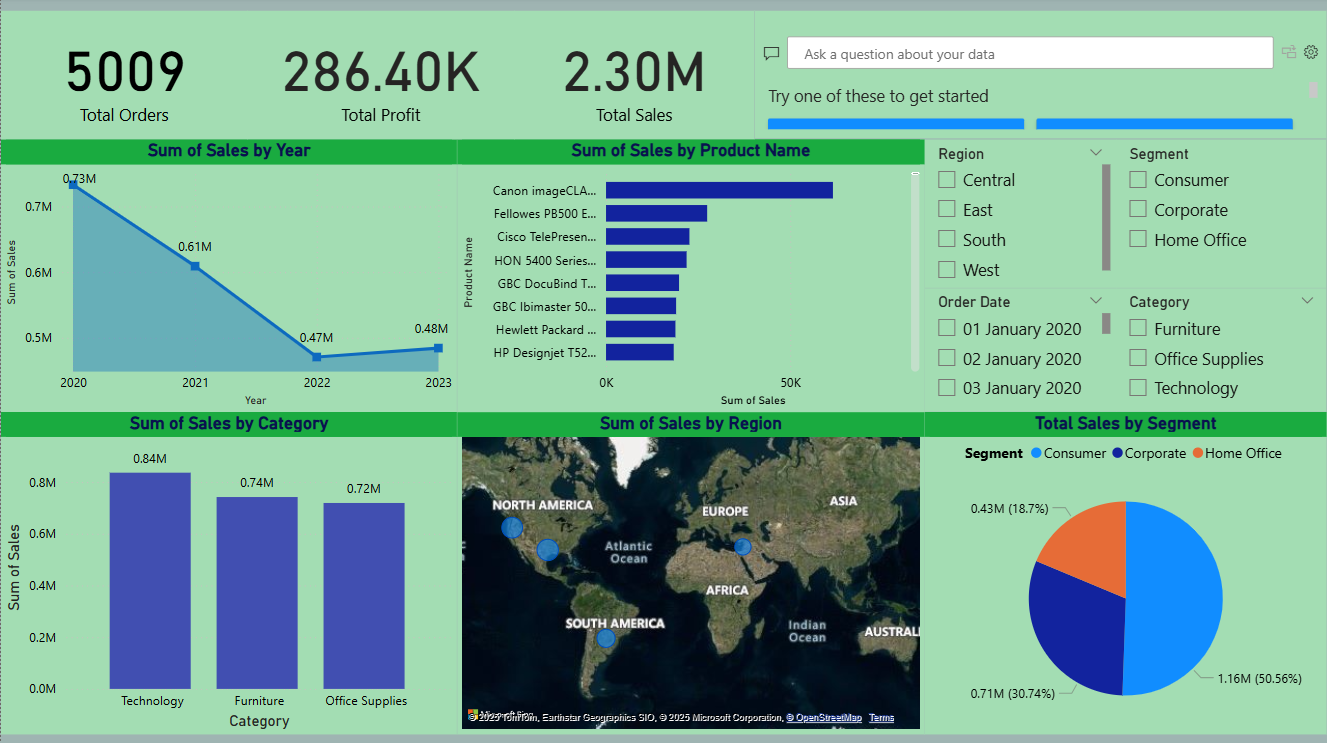 5009
Total Orders
286.40K
Total Profit
2.30M
Total Sales
Ask a question about your data
Try one of these to get started
Sum of Sales by Year
0.73M
0.61M
0.47M
0.48M
0.7M
0.6M
0.5M
Sum of Sales
2020
2021
2022
2023
Year
Sum of Sales by Product Name
Product Name
Canon imageCLA...
Fellowes PB500 E...
Cisco TelePresen...
HON 5400 Series...
GBC DocuBind T...
GBC Ibimaster 50...
Hewlett Packard ...
HP Designjet T52...
0K
50K
Sum of Sales
Region
Central
East
South
West
Segment
Consumer
Corporate
Home Office
Order Date
01 January 2020
02 January 2020
03 January 2020
Category
Furniture
Office Supplies
Technology
Sum of Sales by Category
Sum of Sales
0.8M
0.6M
0.4M
0.2M
0.0M
0.84M
0.74M
0.72M
Technology
Furniture
Office Supplies
Category
Sum of Sales by Region
NORTH AMERICA
EUROPE
ASIA
Atlantic
Ocean
AFRICA
SOUTH AMERICA
Indian
Ocean
AUSTRAL
© 2025 TomTom, Earthstar Geographics SIO, © 2025 Microsoft Corporation, © OpenStreetMap Terms
Total Sales by Segment
Segment Consumer Corporate Home Office
0.43M (18.7%)
0.71M (30.74%)
1.16M (50.56%)